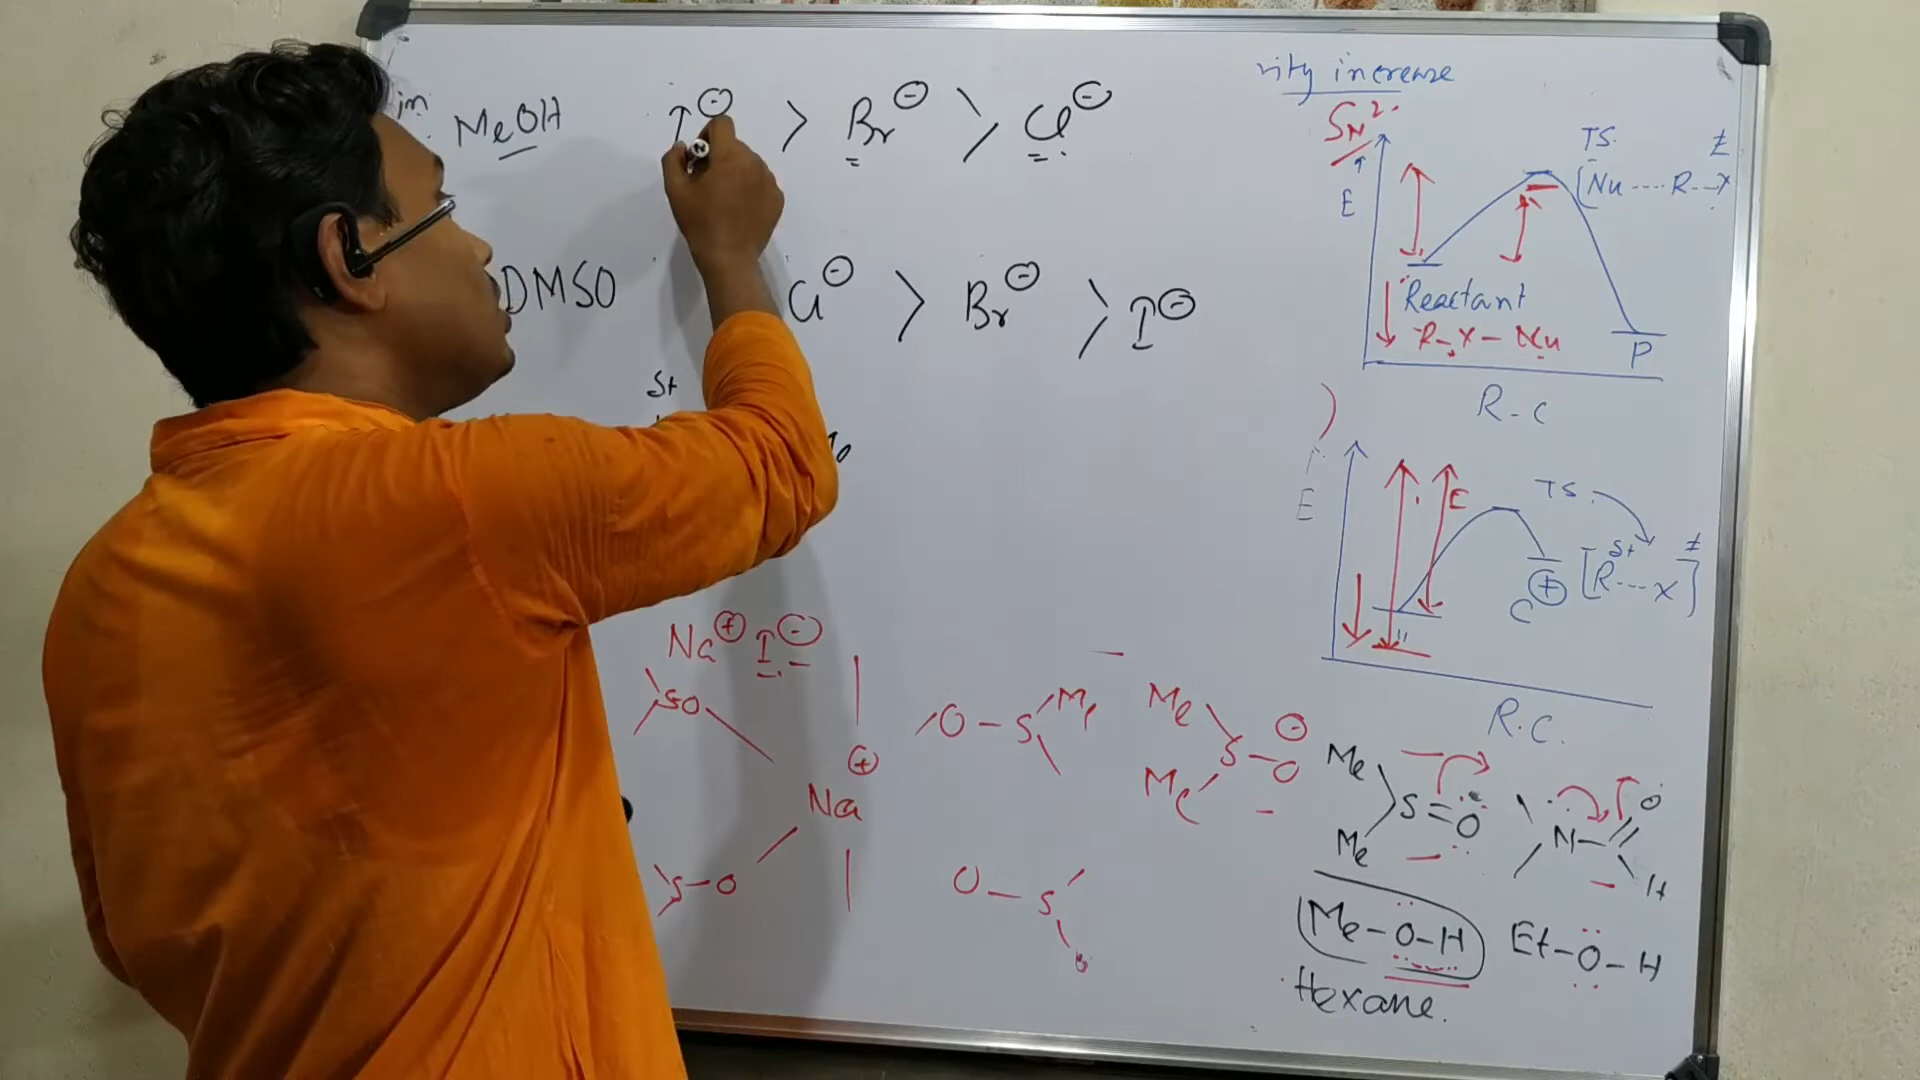 in MeOH I⊖ > Br⊖ > Cl⊖
DMSO Cl⊖ > Br⊖ > I⊖
δ+
Na⊕ I⊖
SO
Na⊕
S-O
O-S Me
O-S
Me
S-O⊖
Me
rity increase
SN2
E
TS.
[Nu ---- R--X
‡
Reactant
R-X - Nu
P
R-C
E
E
TS.
C⊕
[R---X]‡
δ+
R.C.
Me
S=O
Me
N
O
H
Me-O-H
Et-O-H
Hexane.